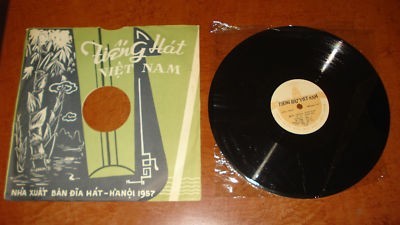 Tiếng Hát
VIỆT NAM
NHÀ XUẤT BẢN ĐĨA HÁT - HÀNỘI 1957
TIẾNG HÁT VIỆT NAM